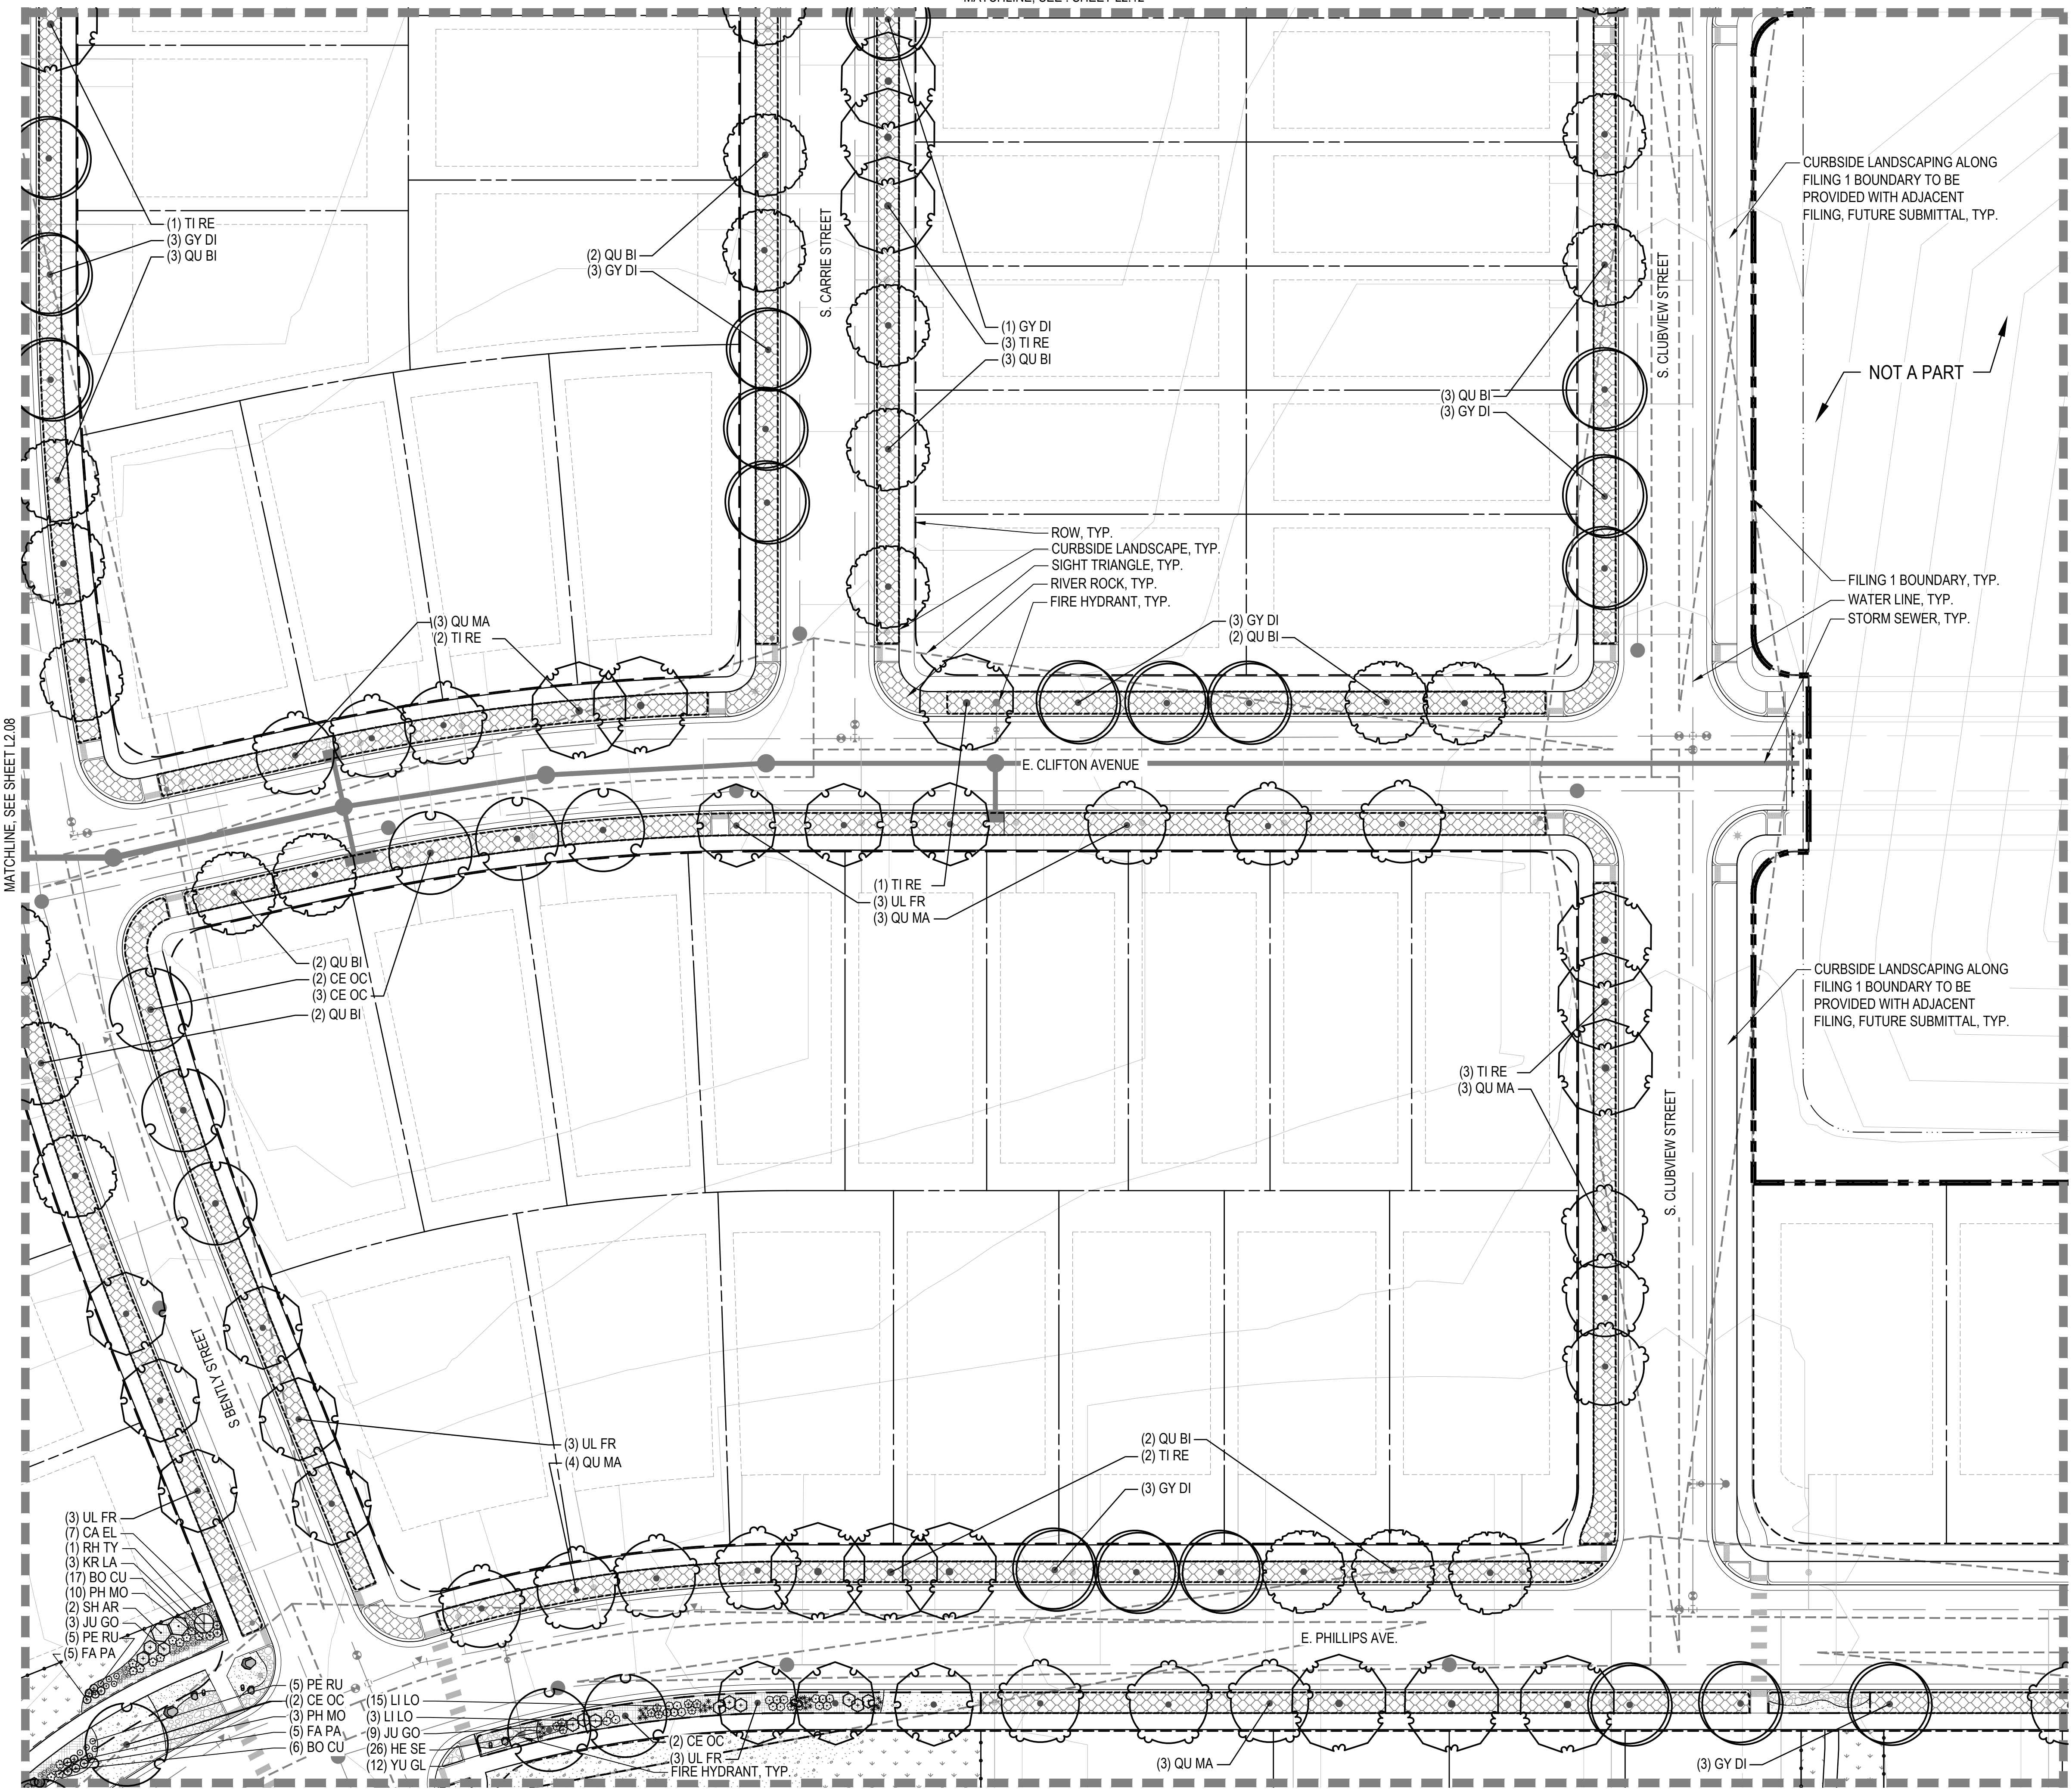 (1) TI RE
(3) GY DI
(3) QU BI
(2) QU BI
(3) GY DI
S. CARRIE STREET
(1) GY DI
(3) TI RE
(3) QU BI
S. CLUBVIEW STREET
(3) QU BI
(3) GY DI
CURBSIDE LANDSCAPING ALONG
FILING 1 BOUNDARY TO BE
PROVIDED WITH ADJACENT
FILING, FUTURE SUBMITTAL, TYP.
NOT A PART
ROW, TYP.
CURBSIDE LANDSCAPE, TYP.
SIGHT TRIANGLE, TYP.
RIVER ROCK, TYP.
FIRE HYDRANT, TYP.
FILING 1 BOUNDARY, TYP.
WATER LINE, TYP.
STORM SEWER, TYP.
(3) QU MA
(2) TI RE
(3) GY DI
(2) QU BI
MATCHLINE, SEE SHEET L2.08
E. CLIFTON AVENUE
(1) TI RE
(3) UL FR
(3) QU MA
(2) QU BI
(2) CE OC
(3) CE OC
(2) QU BI
CURBSIDE LANDSCAPING ALONG
FILING 1 BOUNDARY TO BE
PROVIDED WITH ADJACENT
FILING, FUTURE SUBMITTAL, TYP.
(3) TI RE
(3) QU MA
S. CLUBVIEW STREET
S BENTLY STREET
(3) UL FR
(4) QU MA
(2) QU BI
(2) TI RE
(3) GY DI
(3) UL FR
(7) CA EL
(1) RH TY
(3) KR LA
(17) BO CU
(10) PH MO
(2) SH AR
(3) JU GO
(5) PE RU
(5) FA PA
E. PHILLIPS AVE.
(5) PE RU
(2) CE OC
(3) PH MO
(5) FA PA
(6) BO CU
(15) LI LO
(3) LI LO
(9) JU GO
(26) HE SE
(12) YU GL
(2) CE OC
(3) UL FR
FIRE HYDRANT, TYP.
(3) QU MA
(3) GY DI